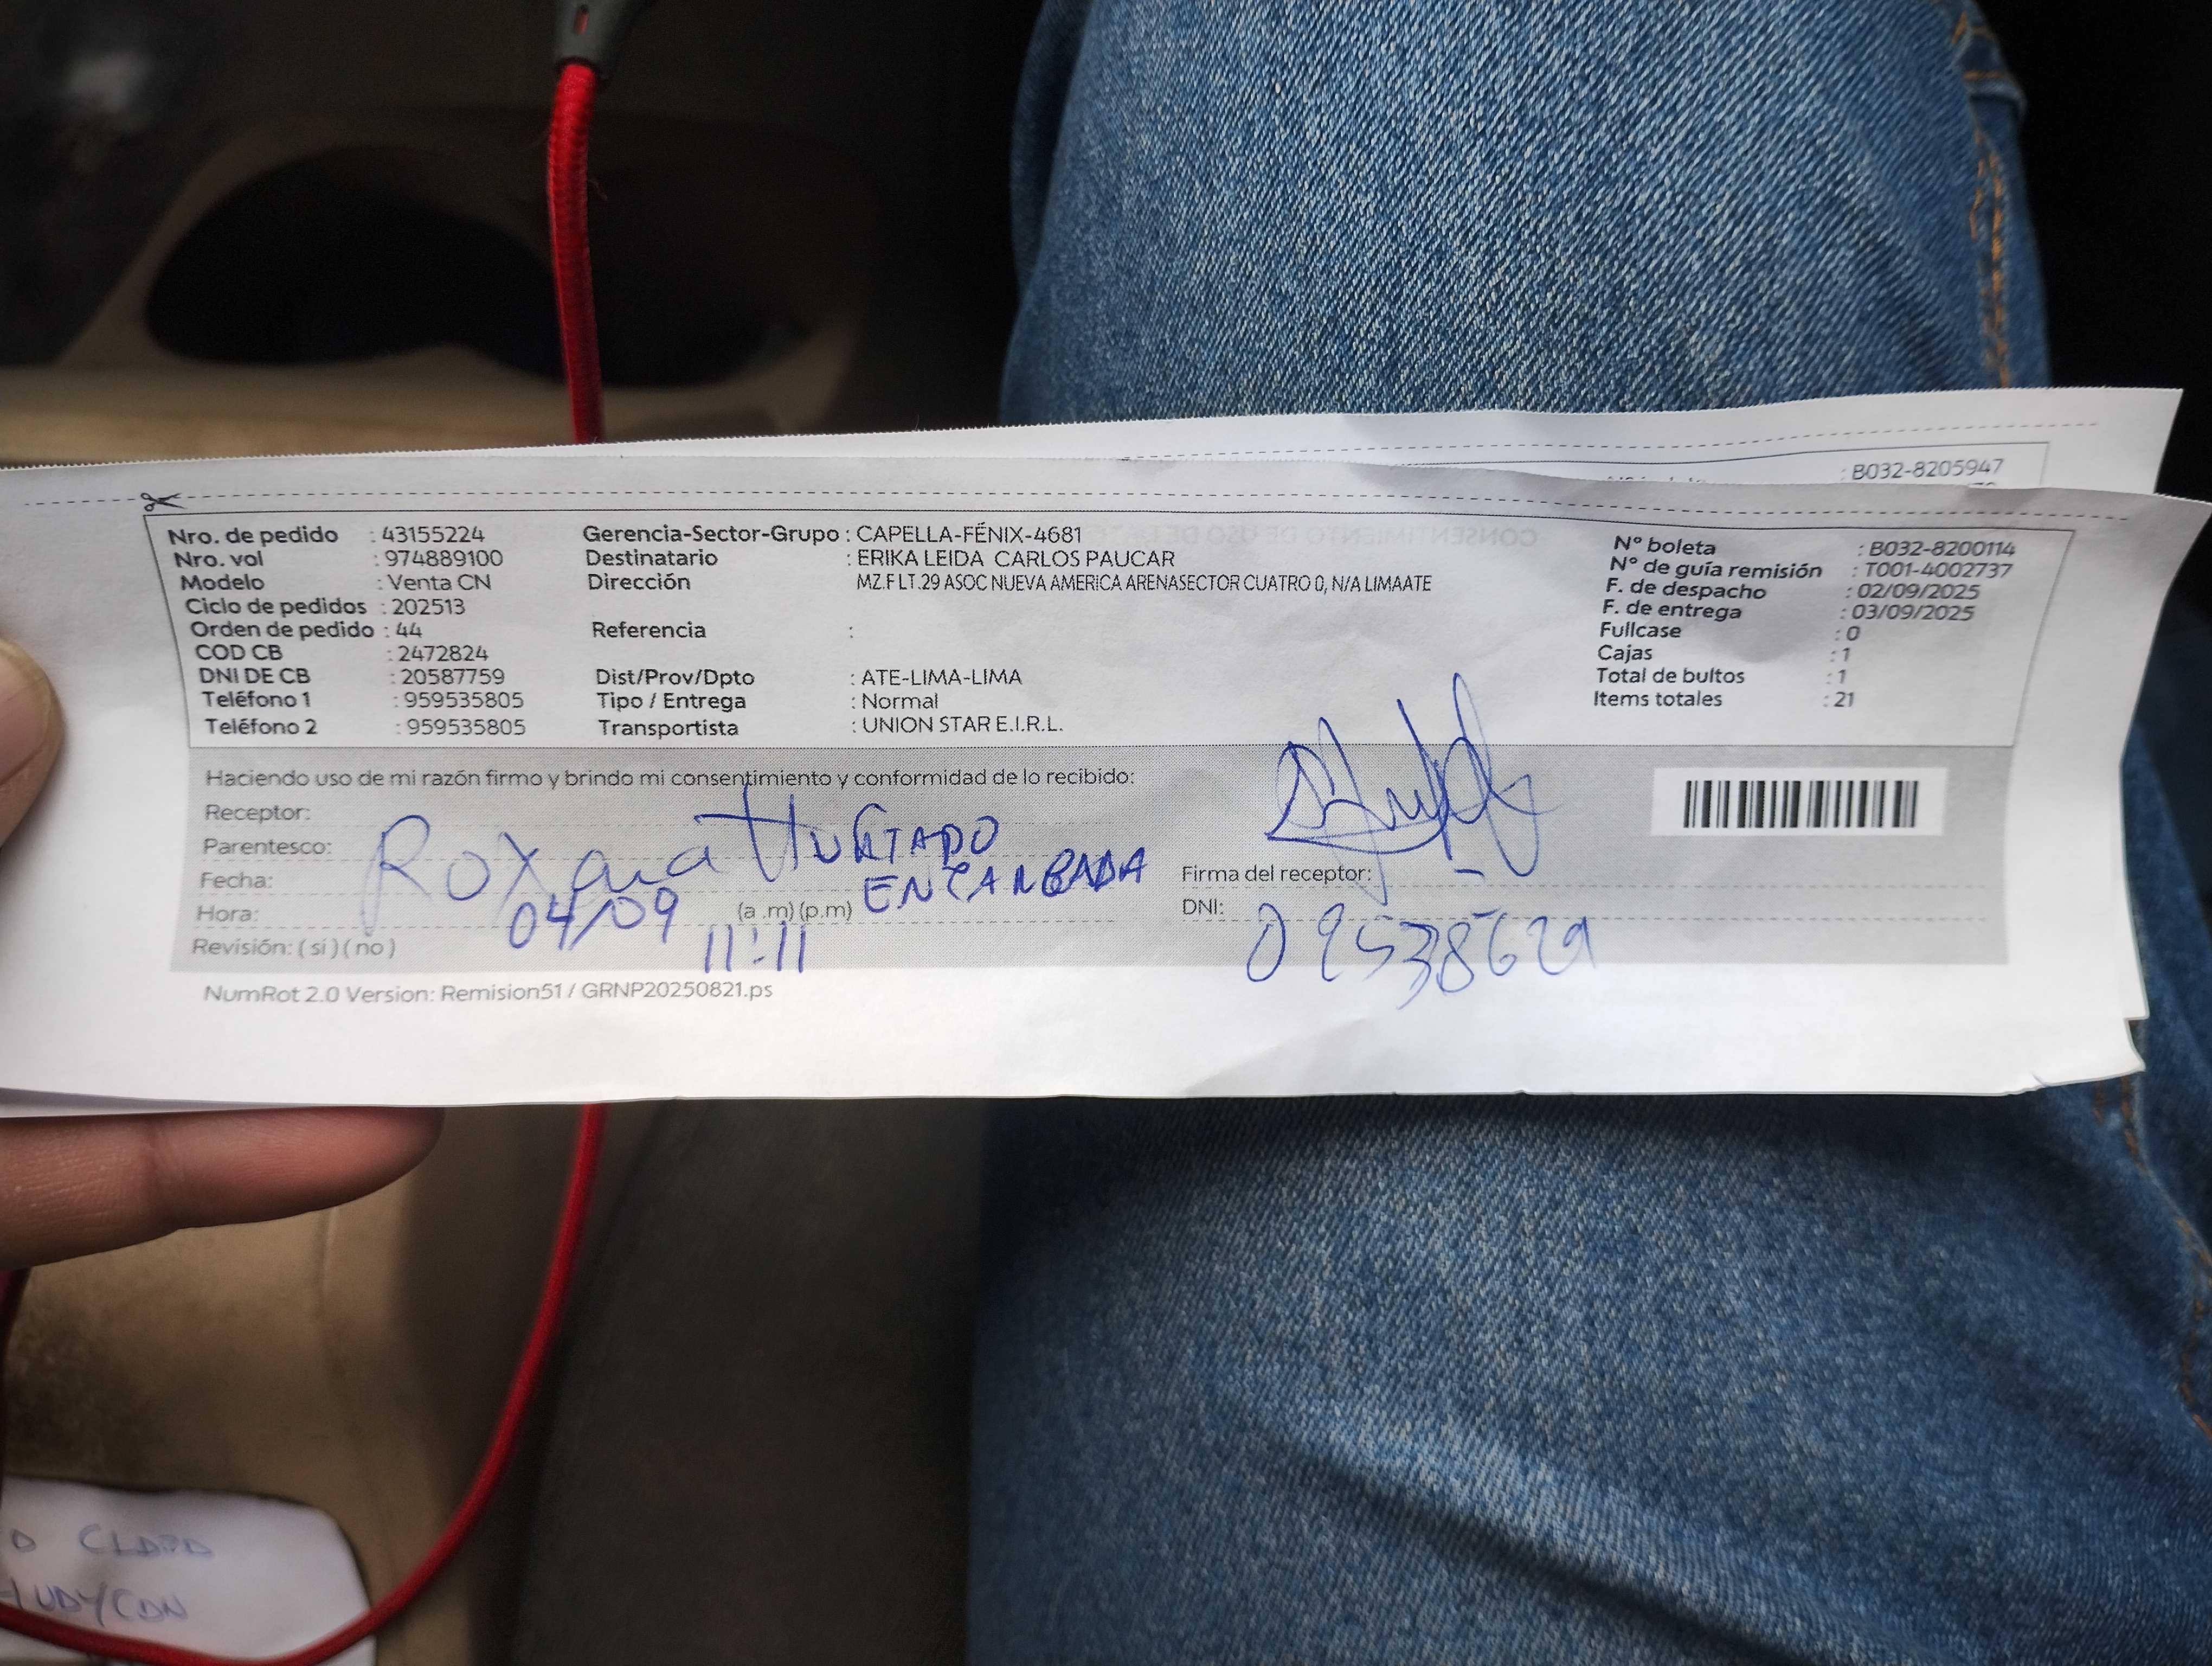 : B032-8205947
Nro. de pedido : 43155224 Gerencia-Sector-Grupo : CAPELLA-FÉNIX-4681 N° boleta : B032-8200114
Nro. vol : 974889100 Destinatario : ERIKA LEIDA CARLOS PAUCAR N° de guía remisión : T001-4002737
Modelo : Venta CN Dirección MZ.F LT.29 ASOC NUEVA AMERICA ARENASECTOR CUATRO 0, N/A LIMAATE F. de despacho : 02/09/2025
Ciclo de pedidos : 202513 F. de entrega : 03/09/2025
Orden de pedido : 44 Referencia : Fullcase : 0
COD CB : 2472824 Cajas : 1
DNI DE CB : 20587759 Dist/Prov/Dpto : ATE-LIMA-LIMA Total de bultos : 1
Teléfono 1 : 959535805 Tipo / Entrega : Normal Items totales : 21
Teléfono 2 : 959535805 Transportista : UNION STAR E.I.R.L.
Haciendo uso de mi razón firmo y brindo mi consentimiento y conformidad de lo recibido:
Receptor: Roxana HURTADO
Parentesco: ENCARGADA
Fecha: 04/09 Firma del receptor:
Hora: (a .m) (p.m) 11:11 DNI: 09538629
Revisión: ( si ) ( no )
NumRot 2.0 Version: Remision51 / GRNP20250821.ps